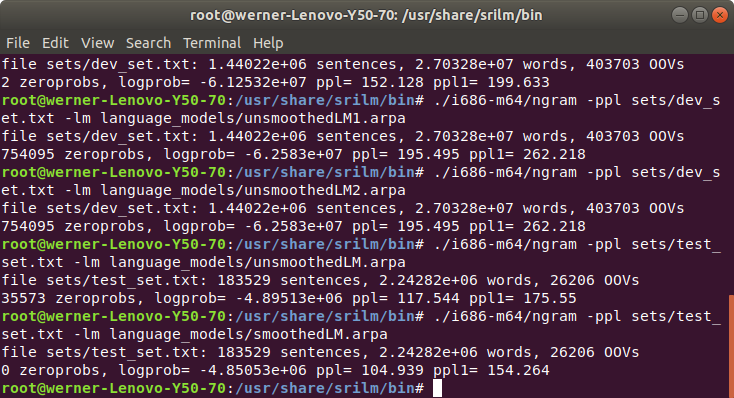 root@werner-Lenovo-Y50-70: /usr/share/srilm/bin
File Edit View Search Terminal Help
file sets/dev_set.txt: 1.44022e+06 sentences, 2.70328e+07 words, 403703 OOVs
2 zeroprobs, logprob= -6.12532e+07 ppl= 152.128 ppl1= 199.633
root@werner-Lenovo-Y50-70:/usr/share/srilm/bin# ./i686-m64/ngram -ppl sets/dev_s
et.txt -lm language_models/unsmoothedLM1.arpa
file sets/dev_set.txt: 1.44022e+06 sentences, 2.70328e+07 words, 403703 OOVs
754095 zeroprobs, logprob= -6.2583e+07 ppl= 195.495 ppl1= 262.218
root@werner-Lenovo-Y50-70:/usr/share/srilm/bin# ./i686-m64/ngram -ppl sets/dev_s
et.txt -lm language_models/unsmoothedLM2.arpa
file sets/dev_set.txt: 1.44022e+06 sentences, 2.70328e+07 words, 403703 OOVs
754095 zeroprobs, logprob= -6.2583e+07 ppl= 195.495 ppl1= 262.218
root@werner-Lenovo-Y50-70:/usr/share/srilm/bin# ./i686-m64/ngram -ppl sets/test_
set.txt -lm language_models/unsmoothedLM.arpa
file sets/test_set.txt: 183529 sentences, 2.24282e+06 words, 26206 OOVs
35573 zeroprobs, logprob= -4.89513e+06 ppl= 117.544 ppl1= 175.55
root@werner-Lenovo-Y50-70:/usr/share/srilm/bin# ./i686-m64/ngram -ppl sets/test_
set.txt -lm language_models/smoothedLM.arpa
file sets/test_set.txt: 183529 sentences, 2.24282e+06 words, 26206 OOVs
0 zeroprobs, logprob= -4.85053e+06 ppl= 104.939 ppl1= 154.264
root@werner-Lenovo-Y50-70:/usr/share/srilm/bin#